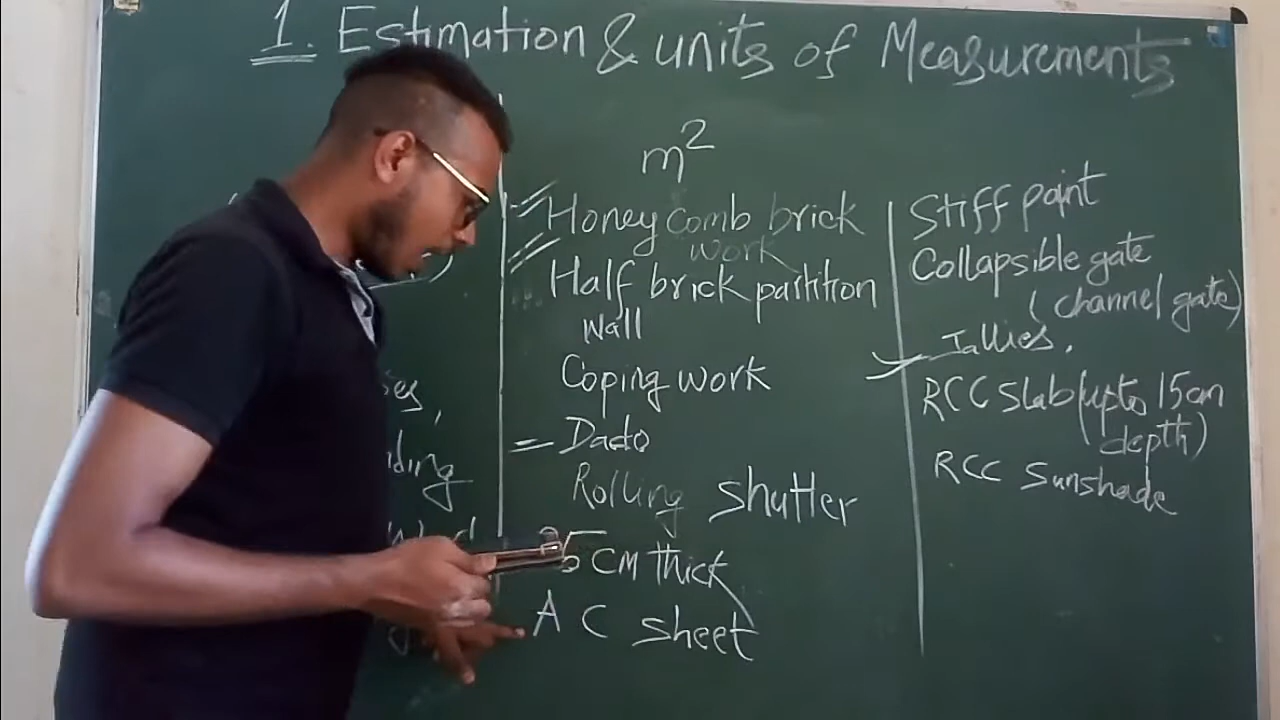 1. Estimation & units of Measurements
m²
Honey comb brick
work
Half brick partition
Wall
Coping work
Dado
Rolling shutter
5 CM thick
A C sheet
Stiff paint
Collapsible gate
(channel gate)
Jallies.
RCC slab (upto 15cm
depth)
RCC Sunshade